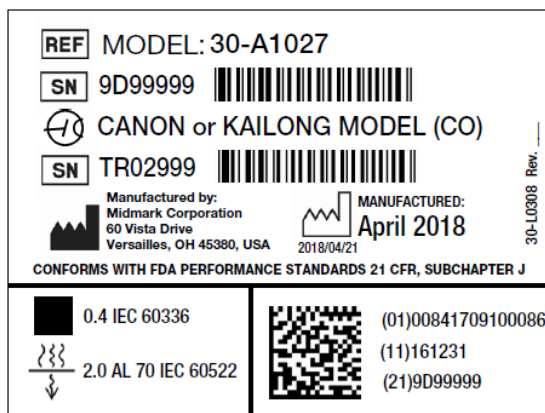 REF MODEL: 30-A1027
SN 9D99999
CANON or KAILONG MODEL (CO)
SN TR02999
Manufactured by:
Midmark Corporation
60 Vista Drive
Versailles, OH 45380, USA
2018/04/21
MANUFACTURED:
April 2018
30-L0308 Rev. __
CONFORMS WITH FDA PERFORMANCE STANDARDS 21 CFR, SUBCHAPTER J
0.4 IEC 60336
2.0 AL 70 IEC 60522
(01)00841709100086
(11)161231
(21)9D99999